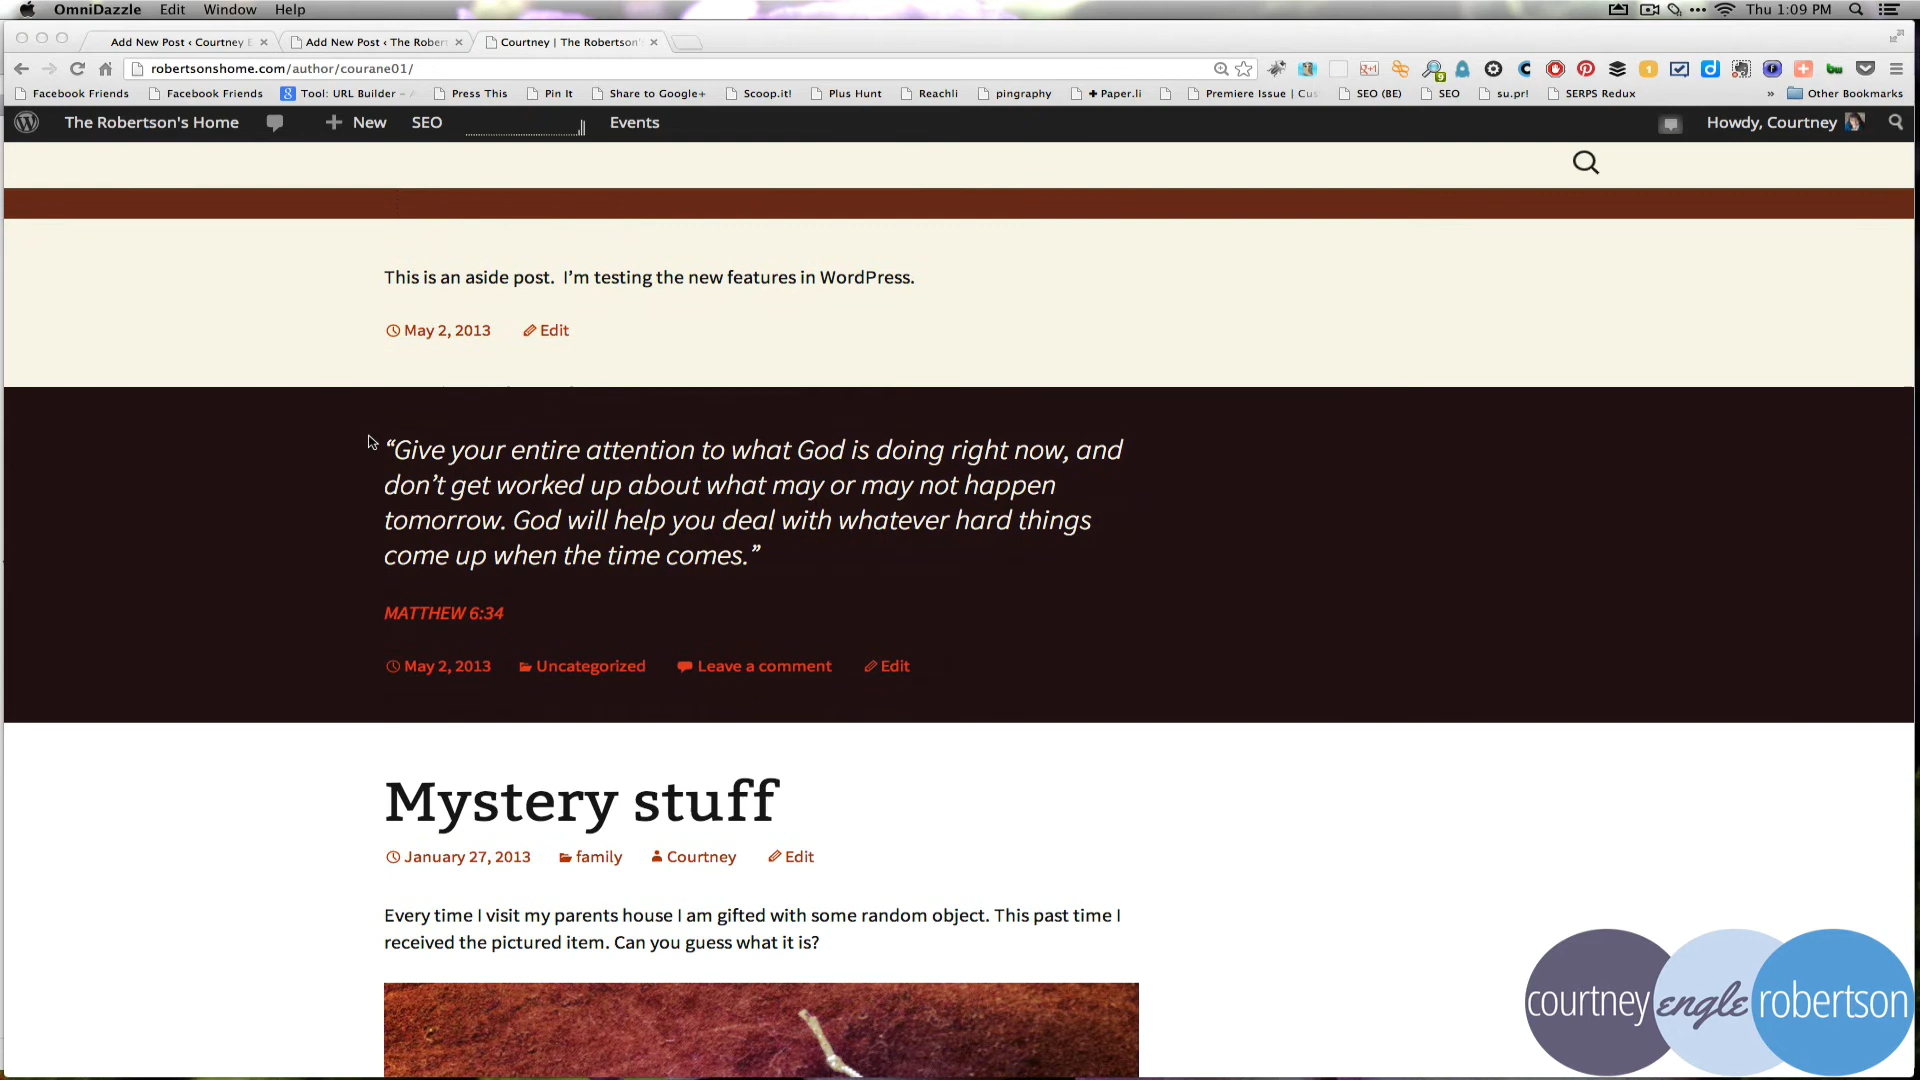 OmniDazzle Edit Window Help Thu 1:09 PM
Add New Post ‹ Courtney E Add New Post ‹ The Rober Courtney | The Robertson'
robertsonshome.com/author/courane01/
Facebook Friends Facebook Friends Tool: URL Builder – Press This Pin It Share to Google+ Scoop.it! Plus Hunt Reachli pingraphy + Paper.li Premiere Issue | Cus SEO (BE) SEO su.pr! SERPS Redux » Other Bookmarks
The Robertson's Home + New SEO Events Howdy, Courtney
This is an aside post. I’m testing the new features in WordPress.
May 2, 2013 Edit
“Give your entire attention to what God is doing right now, and
don’t get worked up about what may or may not happen
tomorrow. God will help you deal with whatever hard things
come up when the time comes.”
MATTHEW 6:34
May 2, 2013 Uncategorized Leave a comment Edit
Mystery stuff
January 27, 2013 family Courtney Edit
Every time I visit my parents house I am gifted with some random object. This past time I
received the pictured item. Can you guess what it is?
courtney engle robertson